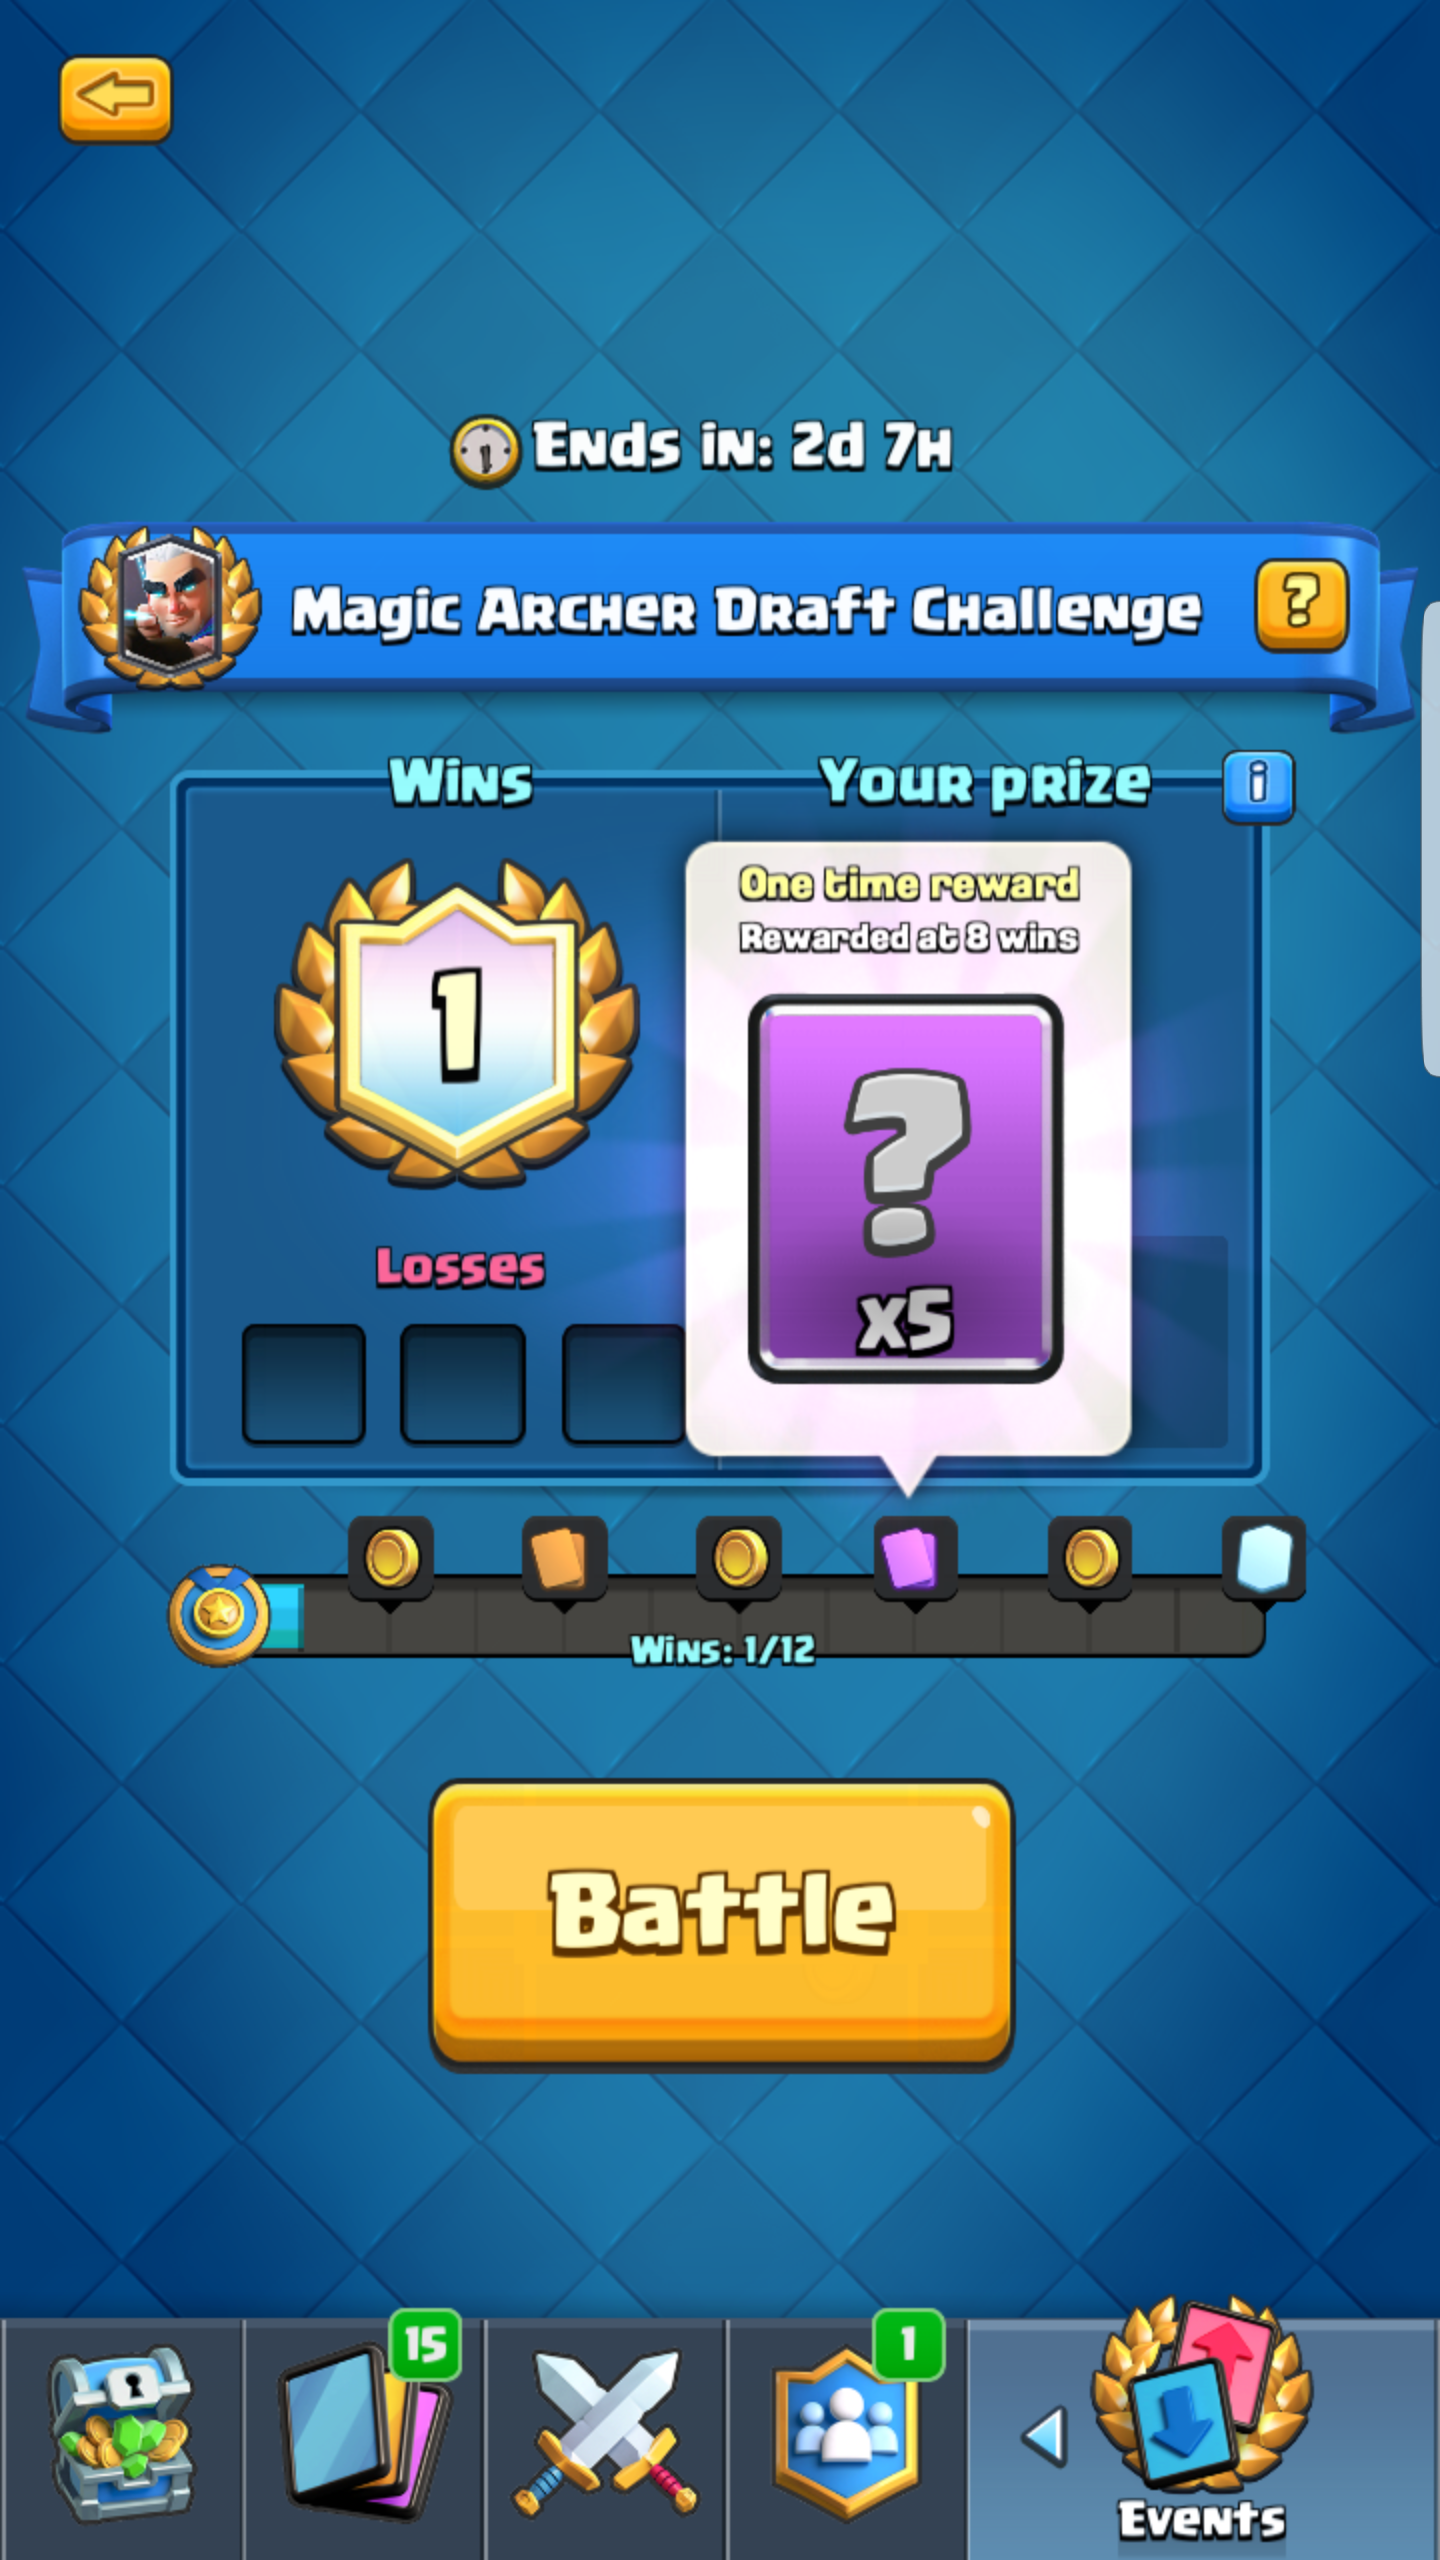 Ends in: 2d 7h
Magic Archer Draft Challenge
?
Wins
Your prize
i
One time reward
Rewarded at 8 wins
1
?
x5
Losses
Wins: 1/12
Battle
15
1
Events